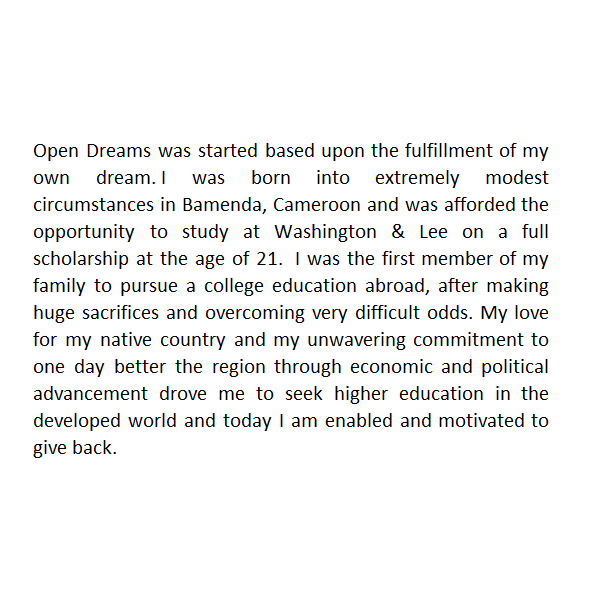 Open Dreams was started based upon the fulfillment of my
own dream. I was born into extremely modest
circumstances in Bamenda, Cameroon and was afforded the
opportunity to study at Washington & Lee on a full
scholarship at the age of 21.  I was the first member of my
family to pursue a college education abroad, after making
huge sacrifices and overcoming very difficult odds. My love
for my native country and my unwavering commitment to
one day better the region through economic and political
advancement drove me to seek higher education in the
developed world and today I am enabled and motivated to
give back.